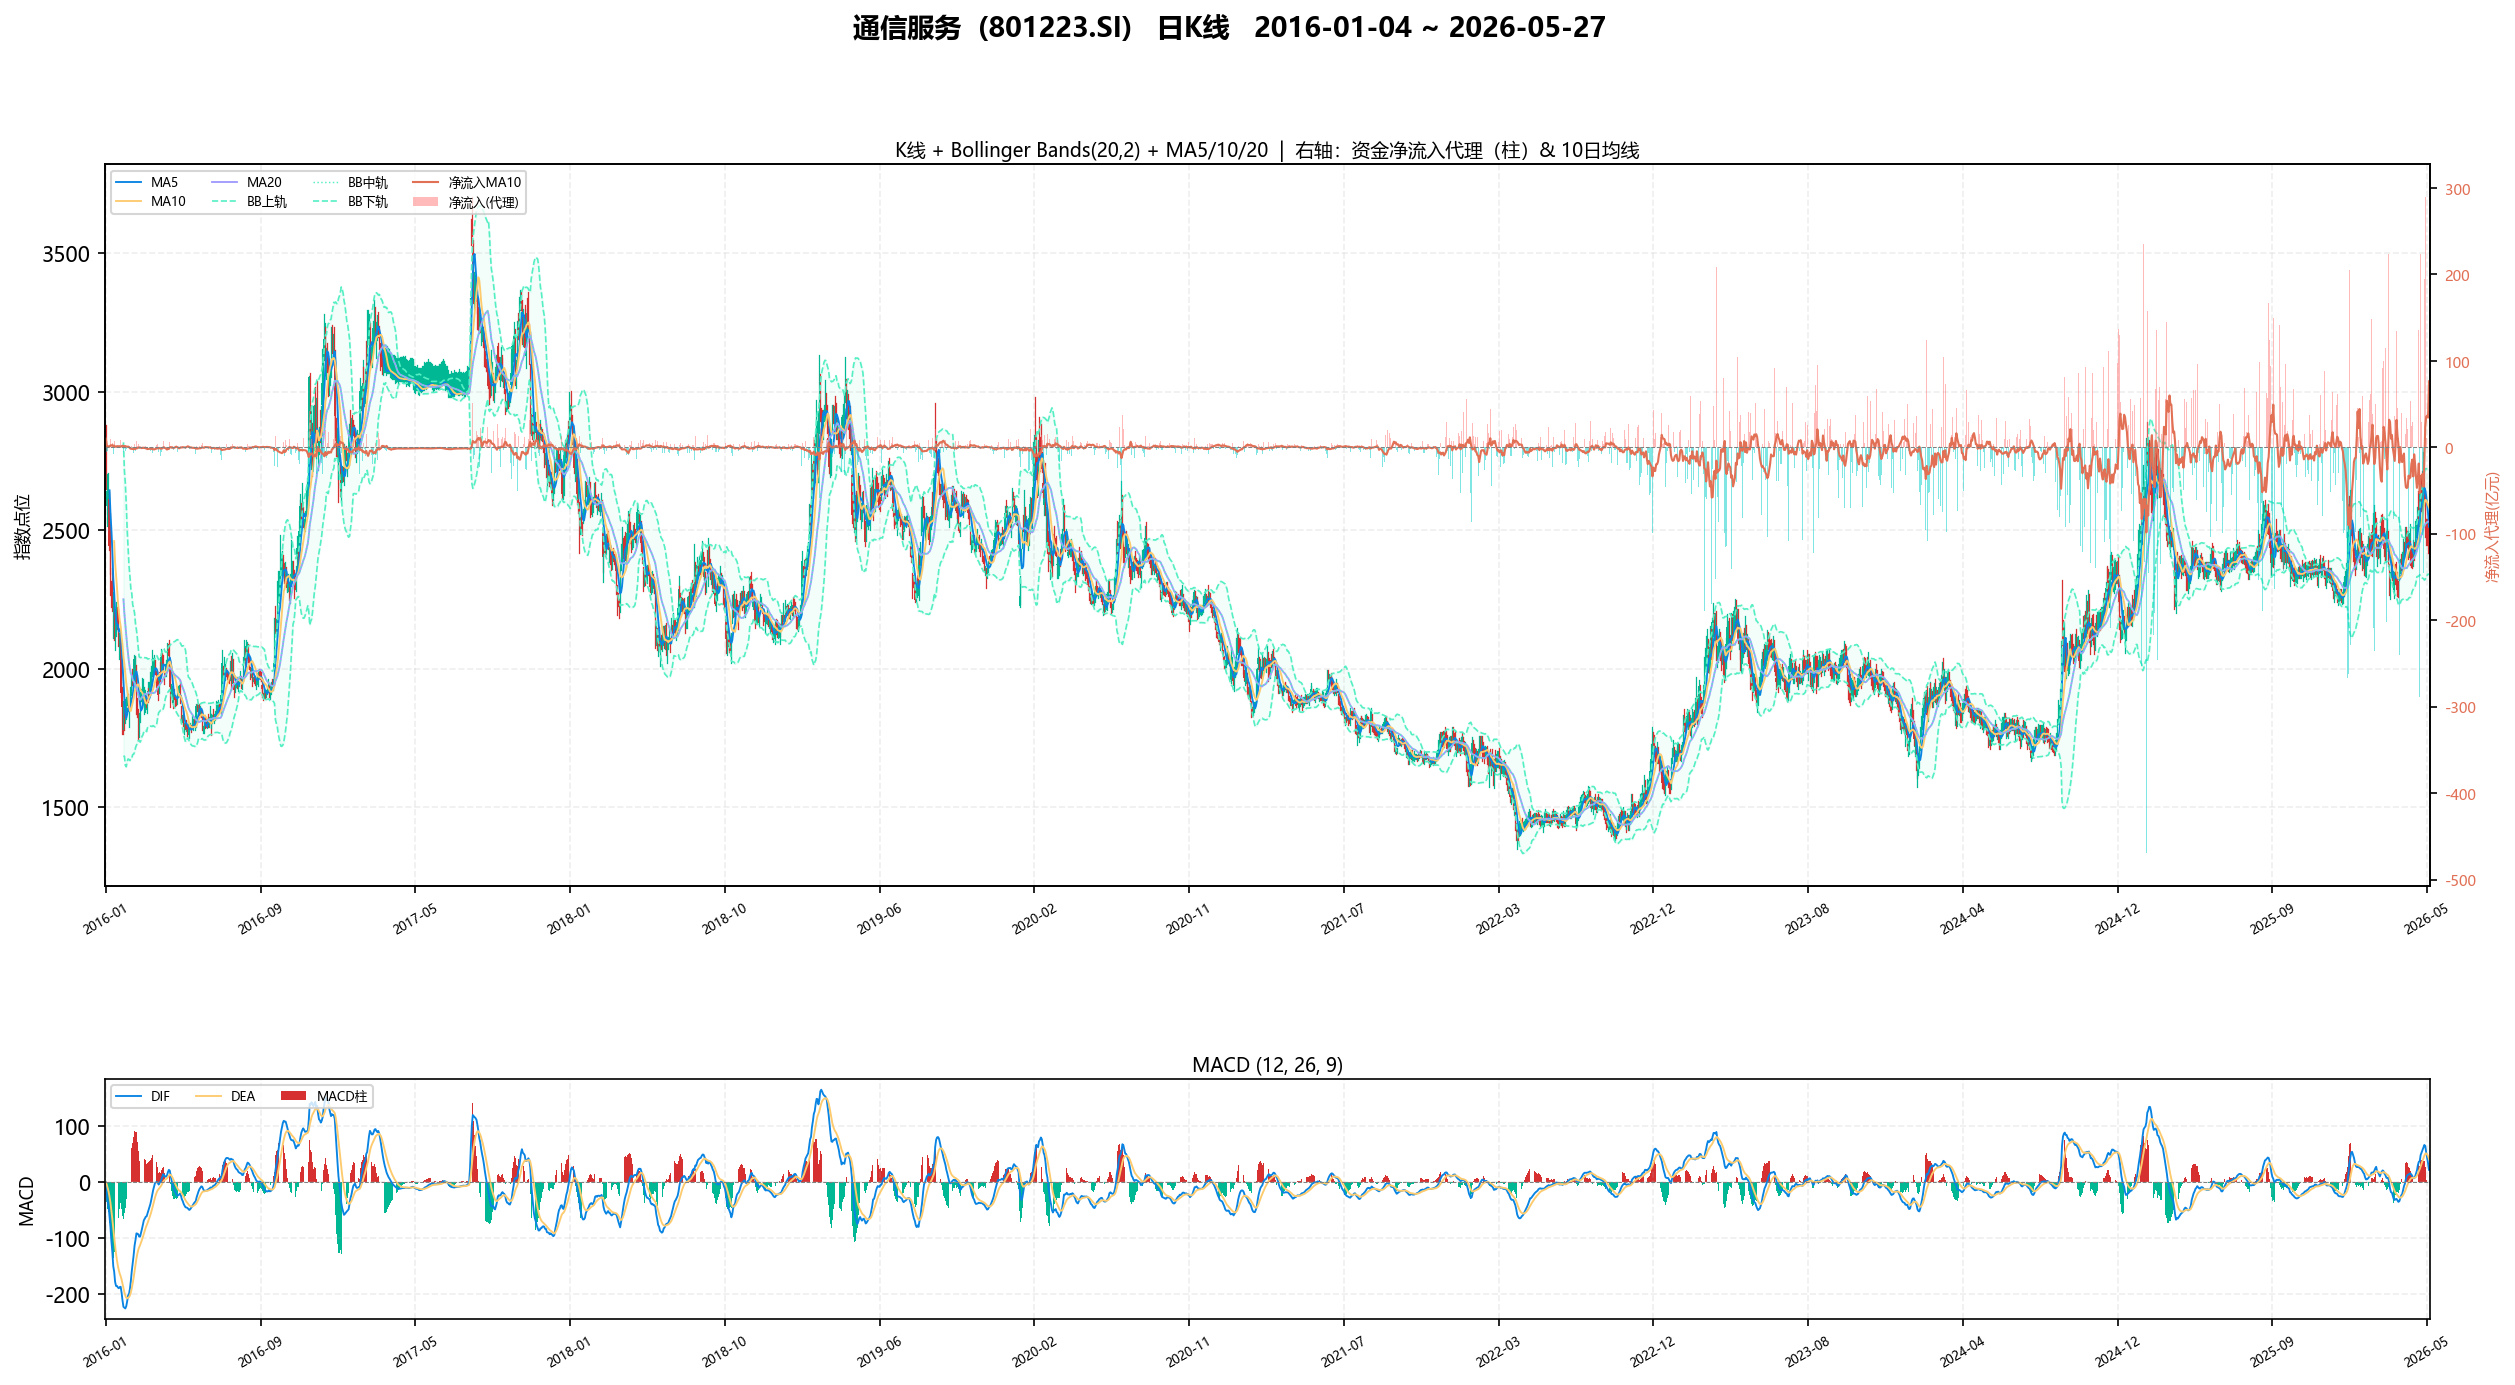 通信服务 (801223.SI) 日K线 2016-01-04 ~ 2026-05-27
K线 + Bollinger Bands(20,2) + MA5/10/20 | 右轴：资金净流入代理（柱）& 10日均线
MA5 MA20 BB中轨 净流入MA10
MA10 BB上轨 BB下轨 净流入(代理)
指数点位
3500
3000
2500
2000
1500
300
200
100
0
-100
-200
-300
-400
-500
净流入代理(亿元)
2016-01 2016-09 2017-05 2018-01 2018-10 2019-06 2020-02 2020-11 2021-07 2022-03 2022-12 2023-08 2024-04 2024-12 2025-09 2026-05
MACD (12, 26, 9)
DIF DEA MACD柱
MACD
100
0
-100
-200
2016-01 2016-09 2017-05 2018-01 2018-10 2019-06 2020-02 2020-11 2021-07 2022-03 2022-12 2023-08 2024-04 2024-12 2025-09 2026-05